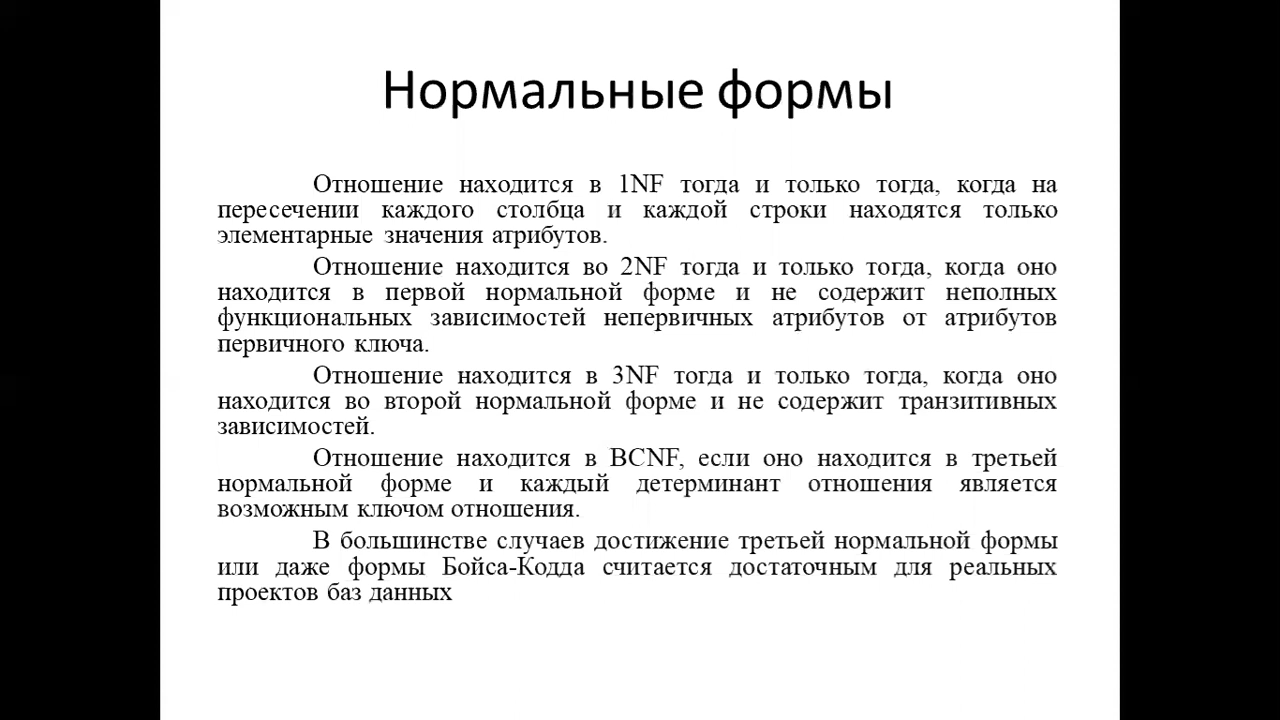 Нормальные формы
Отношение находится в 1NF тогда и только тогда, когда на
пересечении каждого столбца и каждой строки находятся только
элементарные значения атрибутов.
Отношение находится во 2NF тогда и только тогда, когда оно
находится в первой нормальной форме и не содержит неполных
функциональных зависимостей непервичных атрибутов от атрибутов
первичного ключа.
Отношение находится в 3NF тогда и только тогда, когда оно
находится во второй нормальной форме и не содержит транзитивных
зависимостей.
Отношение находится в BCNF, если оно находится в третьей
нормальной форме и каждый детерминант отношения является
возможным ключом отношения.
В большинстве случаев достижение третьей нормальной формы
или даже формы Бойса-Кодда считается достаточным для реальных
проектов баз данных